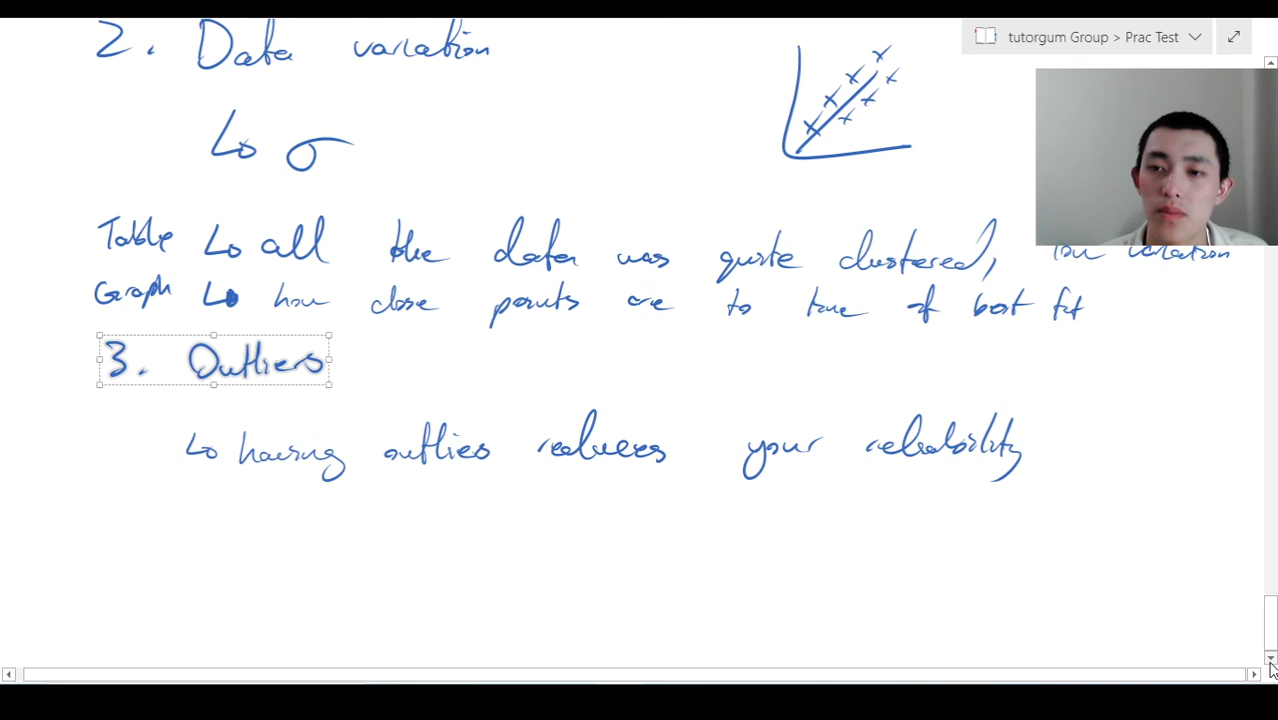 tutorgum Group > Prac Test
2. Data variation
↳ σ
Table ↳ all the data was quite clustered, low variation
Graph ↳ how close points are to line of best fit
3. Outliers
↳ having outlies reduces your reliability